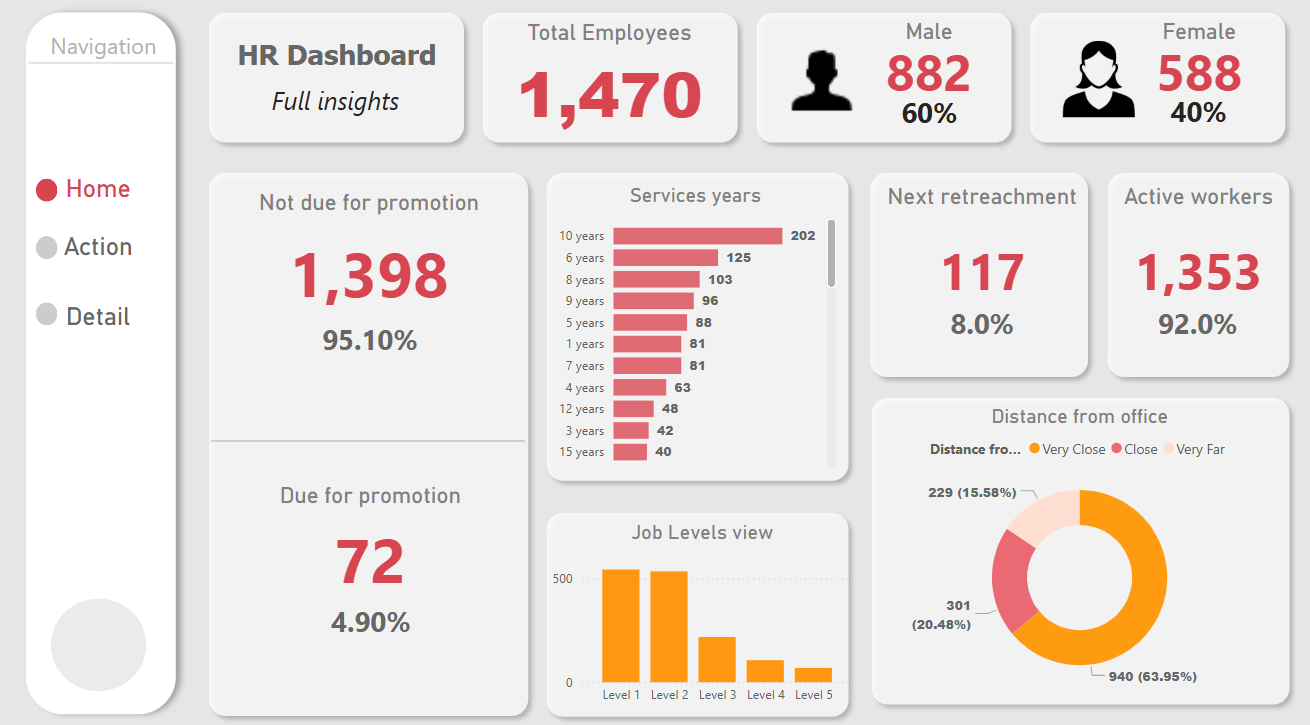 Navigation
Home
Action
Detail
HR Dashboard
Full insights
Total Employees
1,470
Male
882
60%
Female
588
40%
Not due for promotion
1,398
95.10%
Due for promotion
72
4.90%
Services years
10 years 202
6 years 125
8 years 103
9 years 96
5 years 88
1 years 81
7 years 81
4 years 63
12 years 48
3 years 42
15 years 40
Job Levels view
500
0
Level 1 Level 2 Level 3 Level 4 Level 5
Next retreachment
117
8.0%
Active workers
1,353
92.0%
Distance from office
Distance fro... Very Close Close Very Far
229 (15.58%)
301
(20.48%)
940 (63.95%)